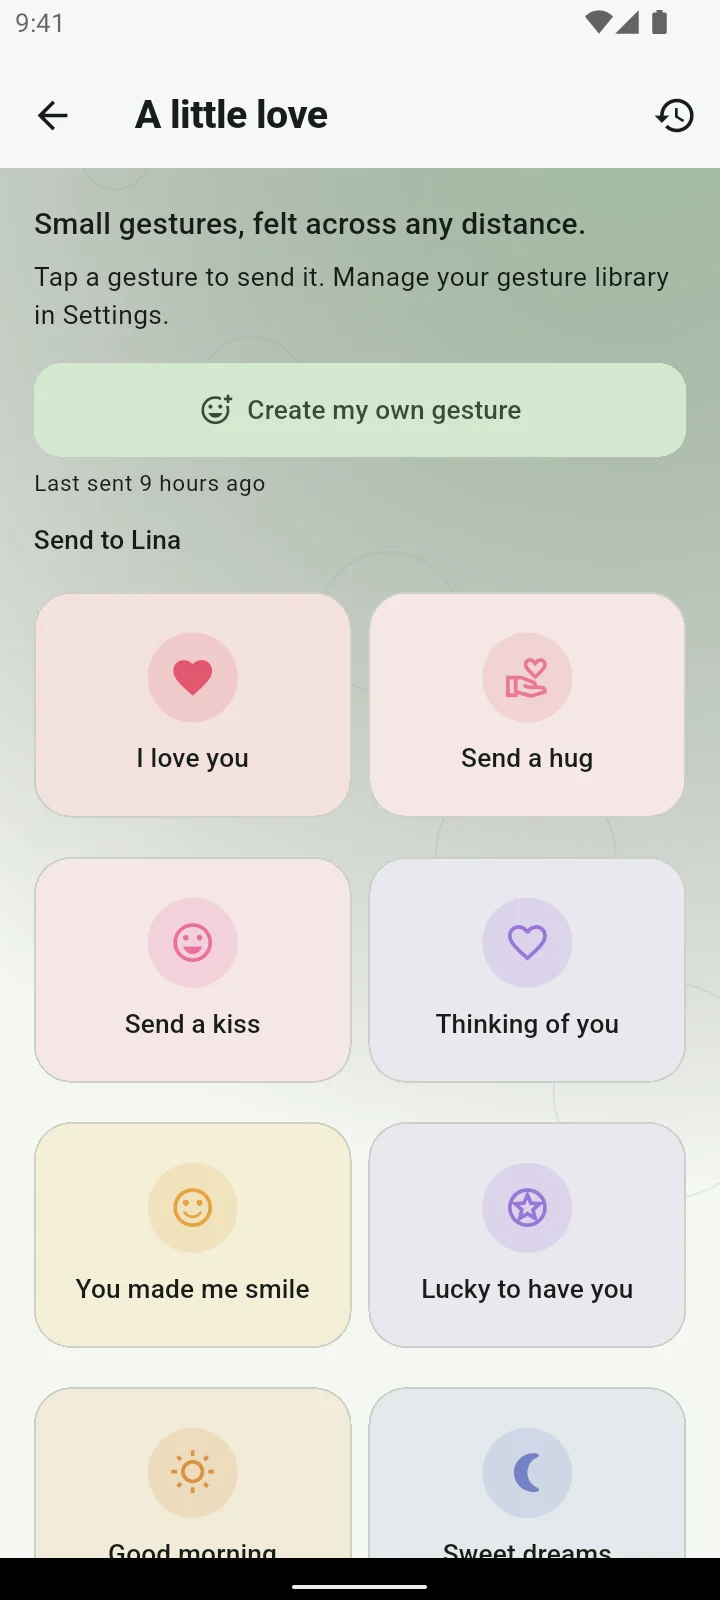 9:41
A little love
Small gestures, felt across any distance.
Tap a gesture to send it. Manage your gesture library
in Settings.
Create my own gesture
Last sent 9 hours ago
Send to Lina
I love you
Send a hug
Send a kiss
Thinking of you
You made me smile
Lucky to have you
Good morning
Sweet dreams